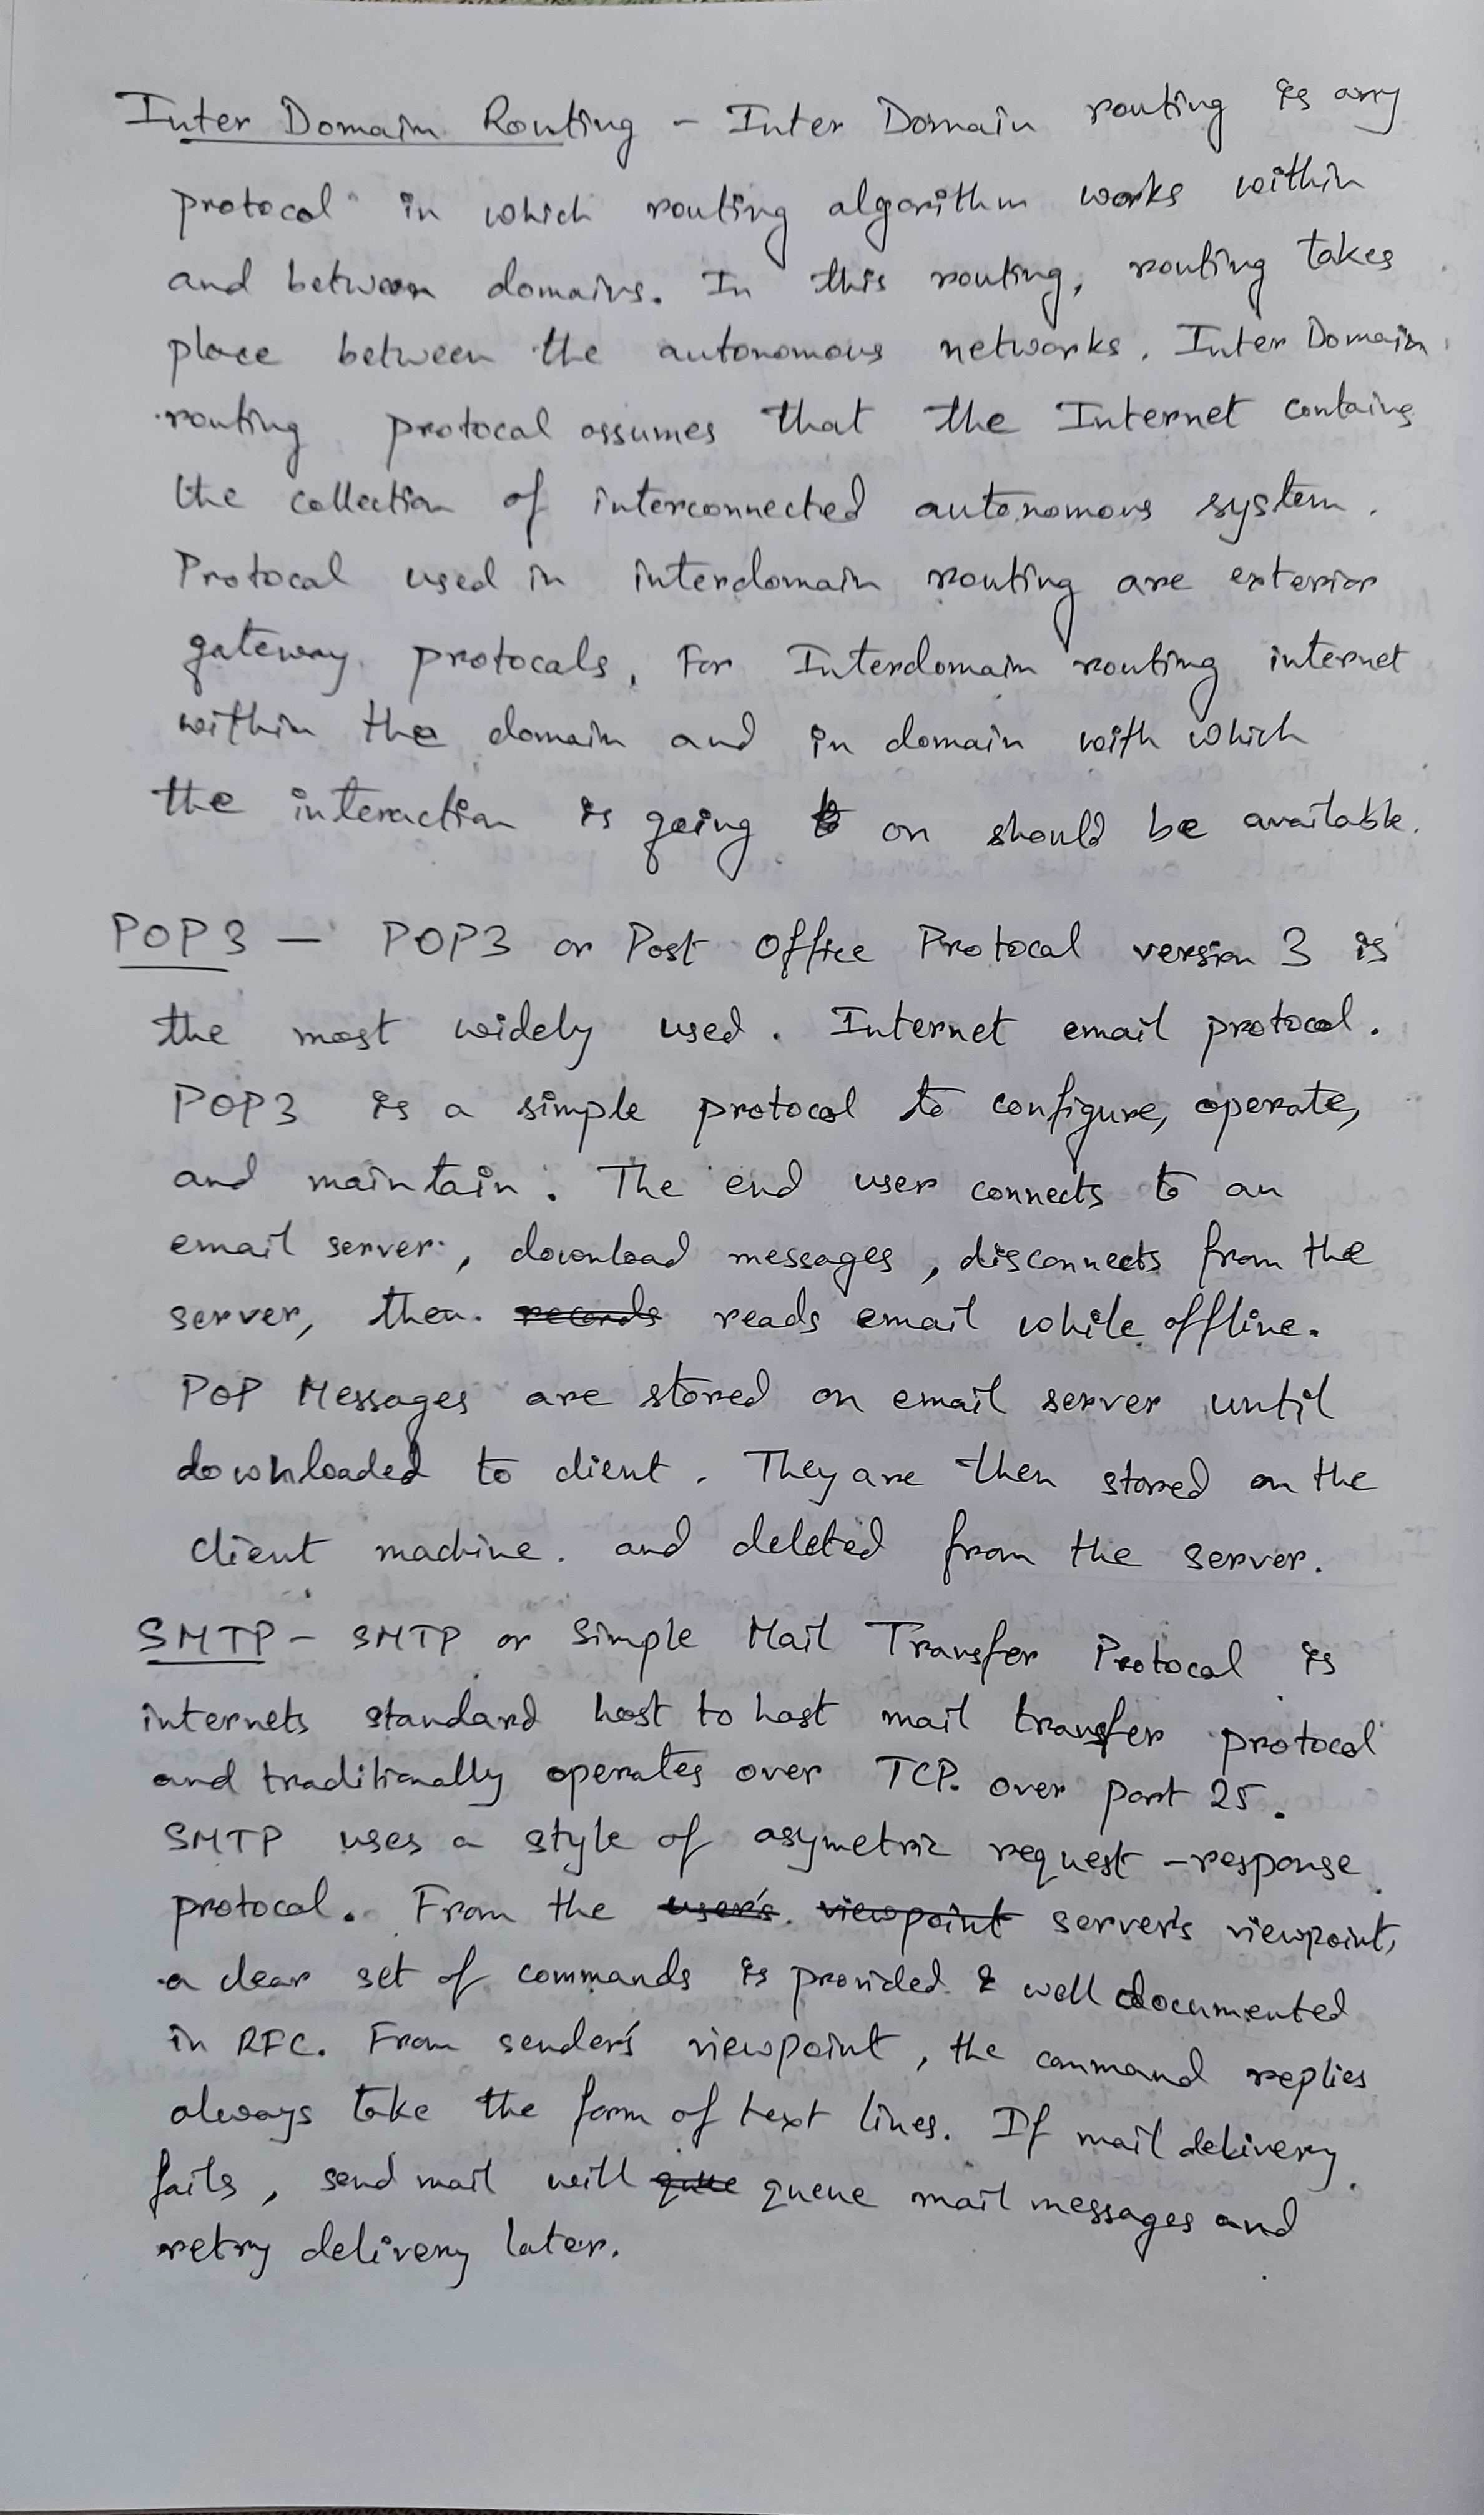 Inter Domain Routing - Inter Domain routing is any
protocal in which routing algorithm works within
and between domains. In this routing, routing takes
place between the autonomous networks. Inter Domain
routing protocal assumes that the Internet contains
the collection of interconnected autonomous system.
Protocal used in interdomain routing are exterior
gateway protocals. For Interdomain routing internet
within the domain and in domain with which
the interaction is going on should be available.
POP3 — POP3 or Post Office Protocal version 3 is
the most widely used. Internet email protocol.
POP3 is a simple protocol to configure, operate,
and maintain. The end user connects to an
email server, download messages, disconnects from the
server, then records reads email while offline.
POP Messages are stored on email server until
downloaded to client. They are then stored on the
client machine. and deleted from the server.
SMTP - SMTP or Simple Mail Transfer Protocal is
internets standard host to host mail transfer protocol
and traditionally operates over TCP. over port 25.
SMTP uses a style of asymetric request-response
protocal. From the user's viewpoint server's viewpoint,
a clear set of commands is provided & well documented
in RFC. From sender's viewpoint, the command replies
always take the form of text lines. If mail delivery
fails, send mail will queue mail messages and
retry delivery later.